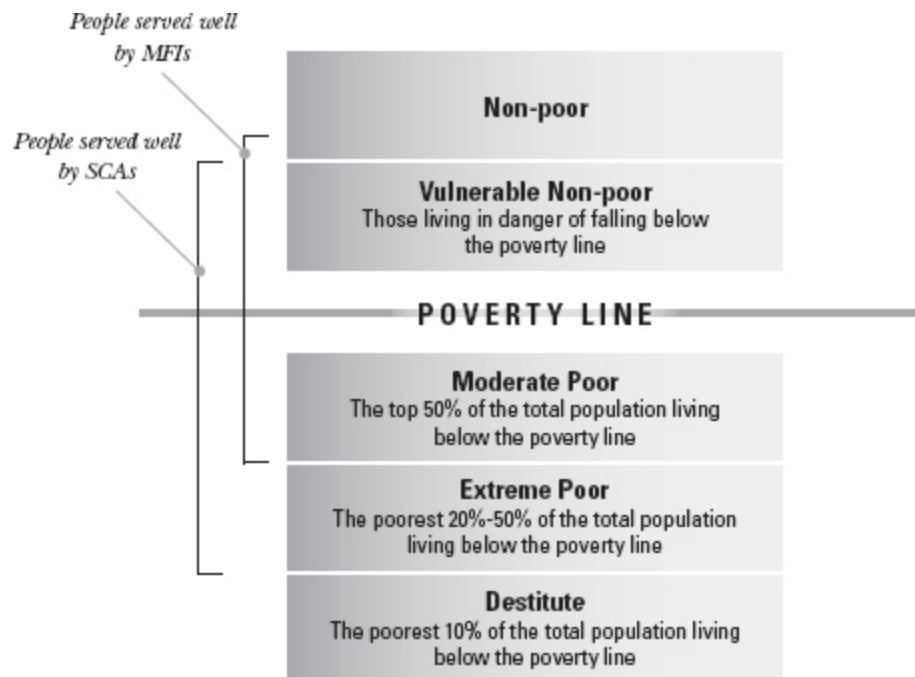 People served well
by MFIs
People served well
by SCAs
Non-poor
Vulnerable Non-poor
Those living in danger of falling below
the poverty line
POVERTY LINE
Moderate Poor
The top 50% of the total population living
below the poverty line
Extreme Poor
The poorest 20%-50% of the total population
living below the poverty line
Destitute
The poorest 10% of the total population living
below the poverty line